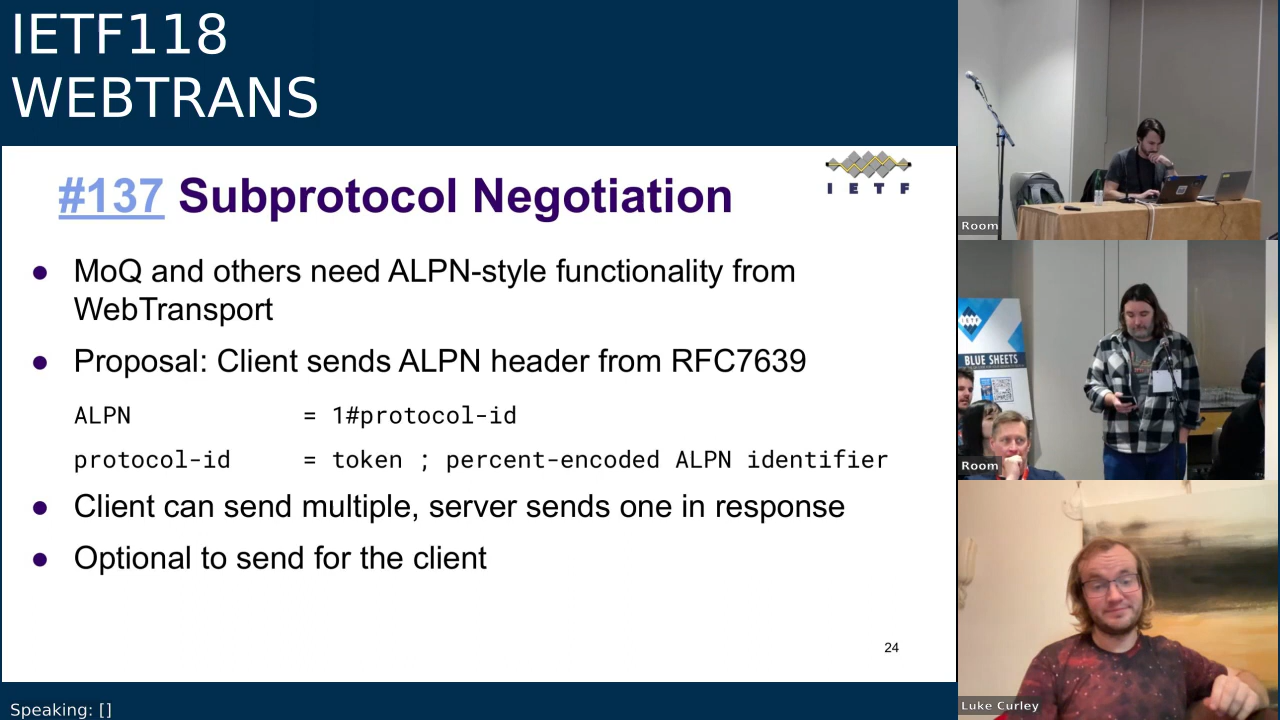 IETF118
WEBTRANS
#137 Subprotocol Negotiation
I E T F
● MoQ and others need ALPN-style functionality from
WebTransport
● Proposal: Client sends ALPN header from RFC7639
ALPN = 1#protocol-id
protocol-id = token ; percent-encoded ALPN identifier
● Client can send multiple, server sends one in response
● Optional to send for the client
24
Speaking: []
Room
BLUE SHEETS
Room
Luke Curley